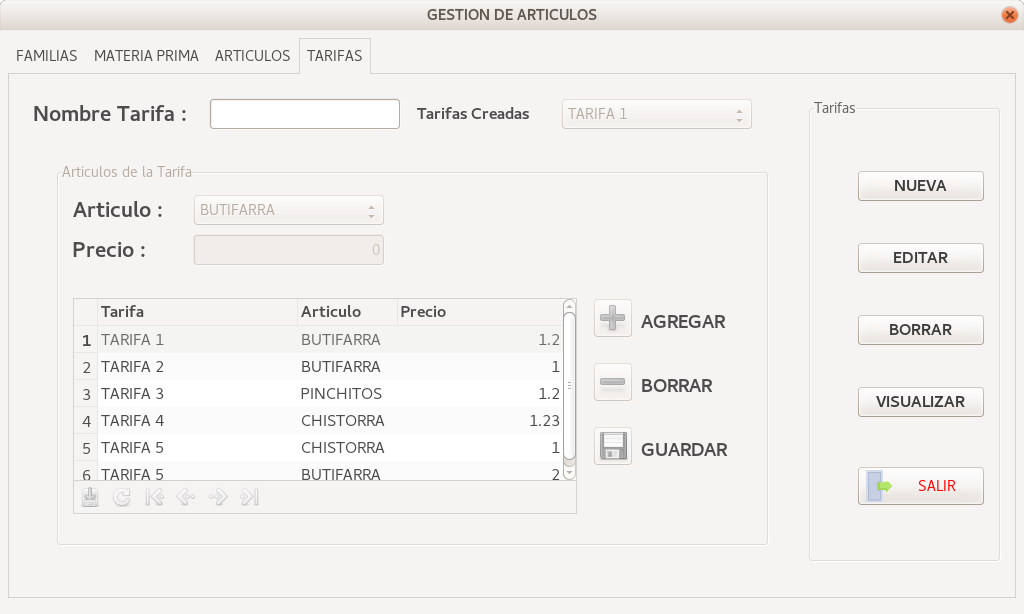 GESTION DE ARTICULOS
FAMILIAS MATERIA PRIMA ARTICULOS TARIFAS
Nombre Tarifa : Tarifas Creadas TARIFA 1
Articulos de la Tarifa
Articulo : BUTIFARRA
Precio : 0
Tarifa Articulo Precio
1 TARIFA 1 BUTIFARRA 1.2
2 TARIFA 2 BUTIFARRA 1
3 TARIFA 3 PINCHITOS 1.2
4 TARIFA 4 CHISTORRA 1.23
5 TARIFA 5 CHISTORRA 1
6 TARIFA 5 BUTIFARRA 2
AGREGAR
BORRAR
GUARDAR
Tarifas
NUEVA
EDITAR
BORRAR
VISUALIZAR
SALIR